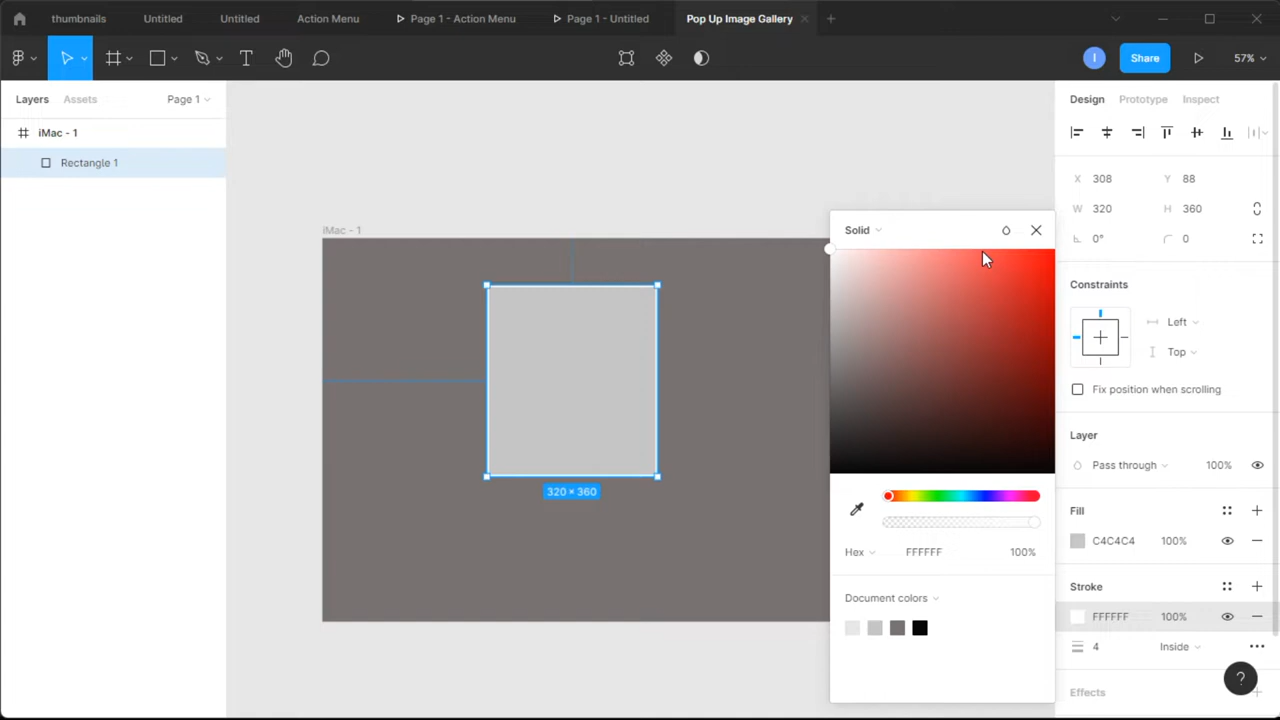 thumbnails Untitled Untitled Action Menu Page 1 - Action Menu Page 1 - Untitled Pop Up Image Gallery
I Share 57%
Layers Assets Page 1 Design Prototype Inspect
iMac - 1
Rectangle 1
X 308 Y 88
W 320 H 360
0° 0
iMac - 1
Solid
Constraints
Left
Top
Fix position when scrolling
Layer
Pass through 100%
320 × 360
Fill
C4C4C4 100%
Hex FFFFFF 100%
Stroke
Document colors
FFFFFF 100%
4 Inside
Effects
?